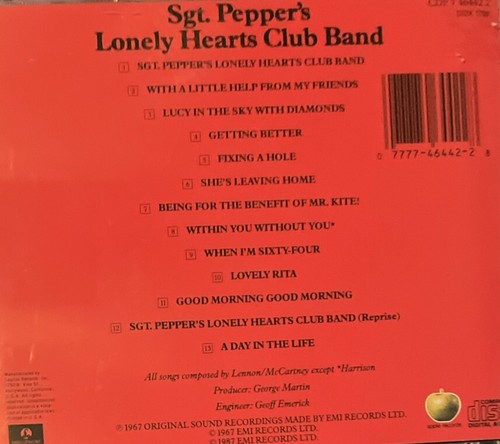 Sgt. Pepper's
Lonely Hearts Club Band
1 SGT. PEPPER'S LONELY HEARTS CLUB BAND
2 WITH A LITTLE HELP FROM MY FRIENDS
3 LUCY IN THE SKY WITH DIAMONDS
4 GETTING BETTER
5 FIXING A HOLE
6 SHE'S LEAVING HOME
7 BEING FOR THE BENEFIT OF MR. KITE!
8 WITHIN YOU WITHOUT YOU*
9 WHEN I'M SIXTY-FOUR
10 LOVELY RITA
11 GOOD MORNING GOOD MORNING
12 SGT. PEPPER'S LONELY HEARTS CLUB BAND (Reprise)
13 A DAY IN THE LIFE
0 7777-46442-2 8
All songs composed by Lennon/McCartney except *Harrison
Producer: George Martin
Engineer: Geoff Emerick
℗ 1967 ORIGINAL SOUND RECORDINGS MADE BY EMI RECORDS LTD.
© 1967 EMI RECORDS LTD.
℗ 1987 EMI RECORDS LTD.